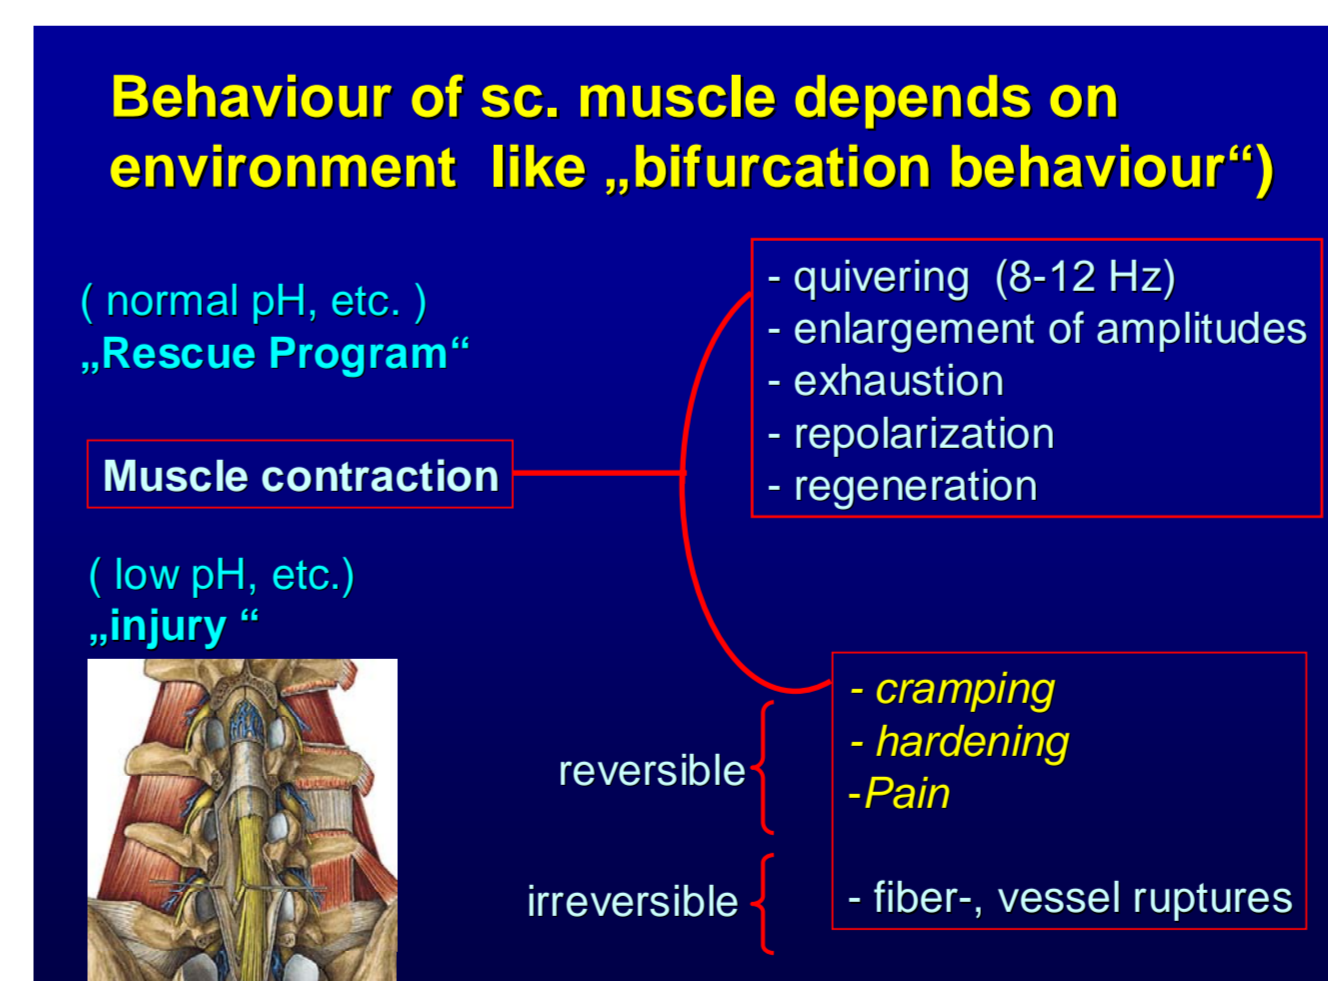 Behaviour of sc. muscle depends on
environment like „bifurcation behaviour“)
( normal pH, etc. )
„Rescue Program“
- quivering (8-12 Hz)
- enlargement of amplitudes
- exhaustion
- repolarization
- regeneration
Muscle contraction
( low pH, etc.)
„injury “
- cramping
- hardening
-Pain
reversible
- fiber-, vessel ruptures
irreversible